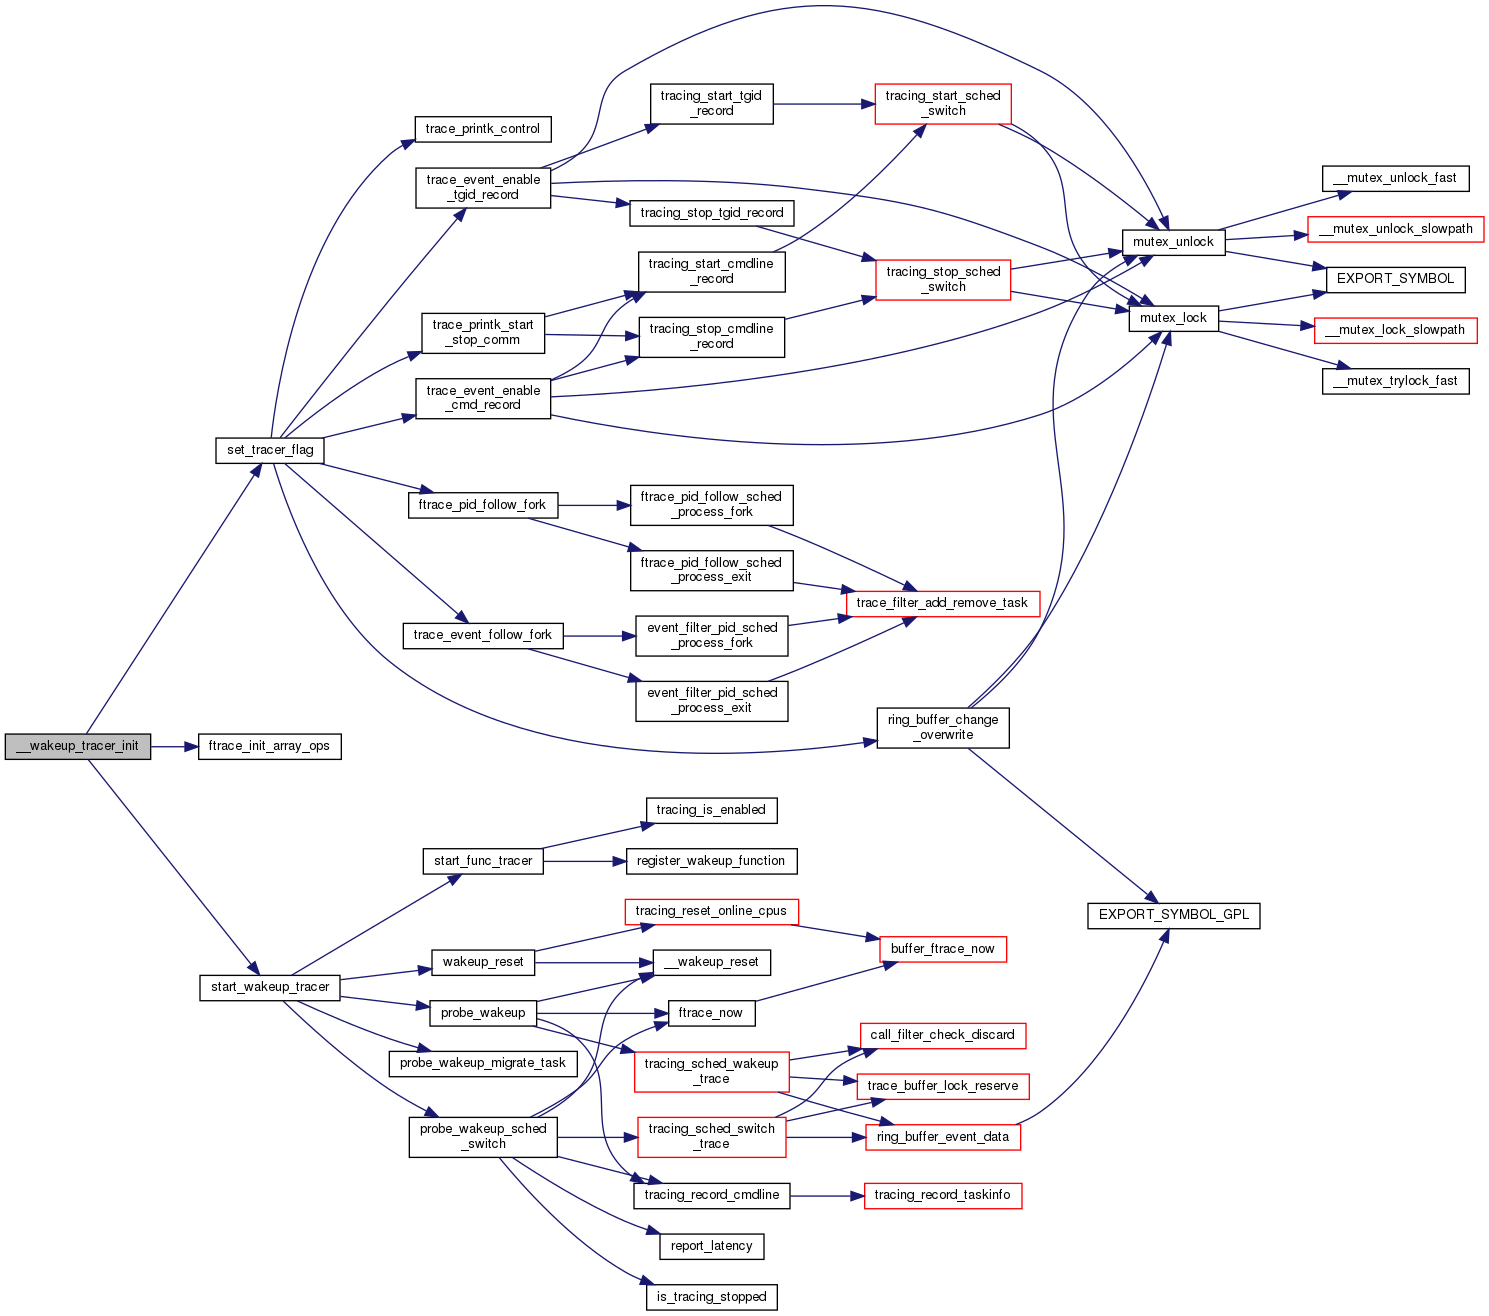 tracing_start_tgid
_record
tracing_start_sched
_switch
trace_printk_control
trace_event_enable
_tgid_record
__mutex_unlock_fast
tracing_stop_tgid_record
__mutex_unlock_slowpath
mutex_unlock
tracing_start_cmdline
_record
tracing_stop_sched
_switch
EXPORT_SYMBOL
mutex_lock
trace_printk_start
_stop_comm
tracing_stop_cmdline
_record
__mutex_lock_slowpath
__mutex_trylock_fast
trace_event_enable
_cmd_record
set_tracer_flag
ftrace_pid_follow_fork
ftrace_pid_follow_sched
_process_fork
ftrace_pid_follow_sched
_process_exit
trace_filter_add_remove_task
trace_event_follow_fork
event_filter_pid_sched
_process_fork
event_filter_pid_sched
_process_exit
ring_buffer_change
_overwrite
__wakeup_tracer_init
ftrace_init_array_ops
tracing_is_enabled
start_func_tracer
register_wakeup_function
tracing_reset_online_cpus
EXPORT_SYMBOL_GPL
buffer_ftrace_now
wakeup_reset
__wakeup_reset
start_wakeup_tracer
probe_wakeup
ftrace_now
call_filter_check_discard
probe_wakeup_migrate_task
tracing_sched_wakeup
_trace
trace_buffer_lock_reserve
probe_wakeup_sched
_switch
tracing_sched_switch
_trace
ring_buffer_event_data
tracing_record_cmdline
tracing_record_taskinfo
report_latency
is_tracing_stopped